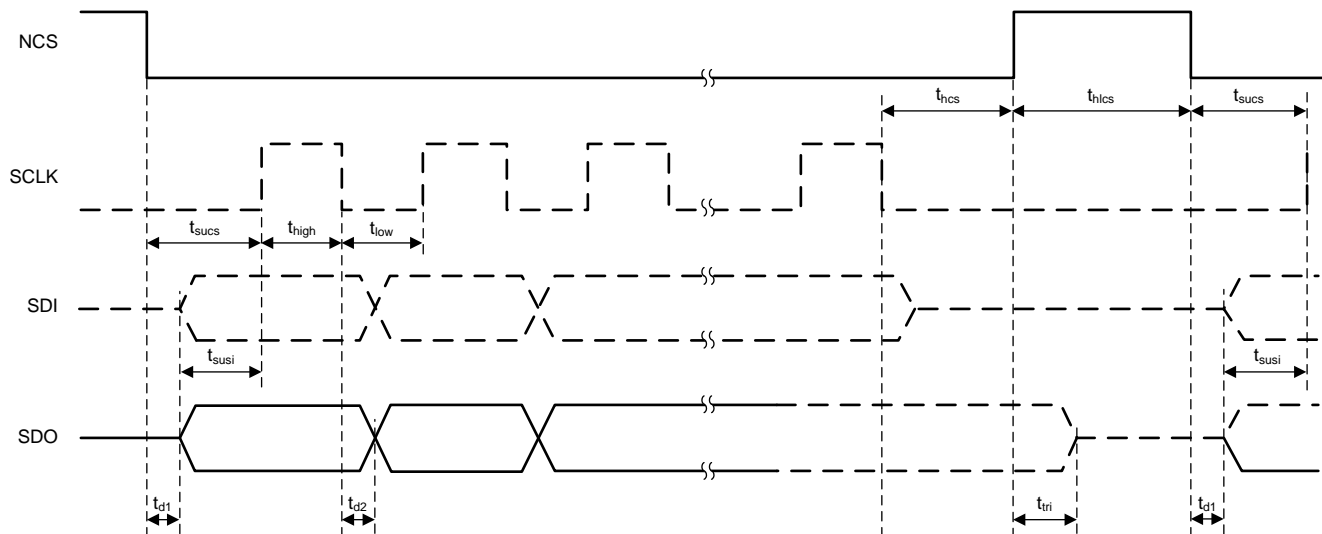 NCS
t_hcs
t_hlcs
t_sucs
SCLK
t_sucs
t_high
t_low
SDI
t_susi
t_susi
SDO
t_d1
t_d2
t_tri
t_d1